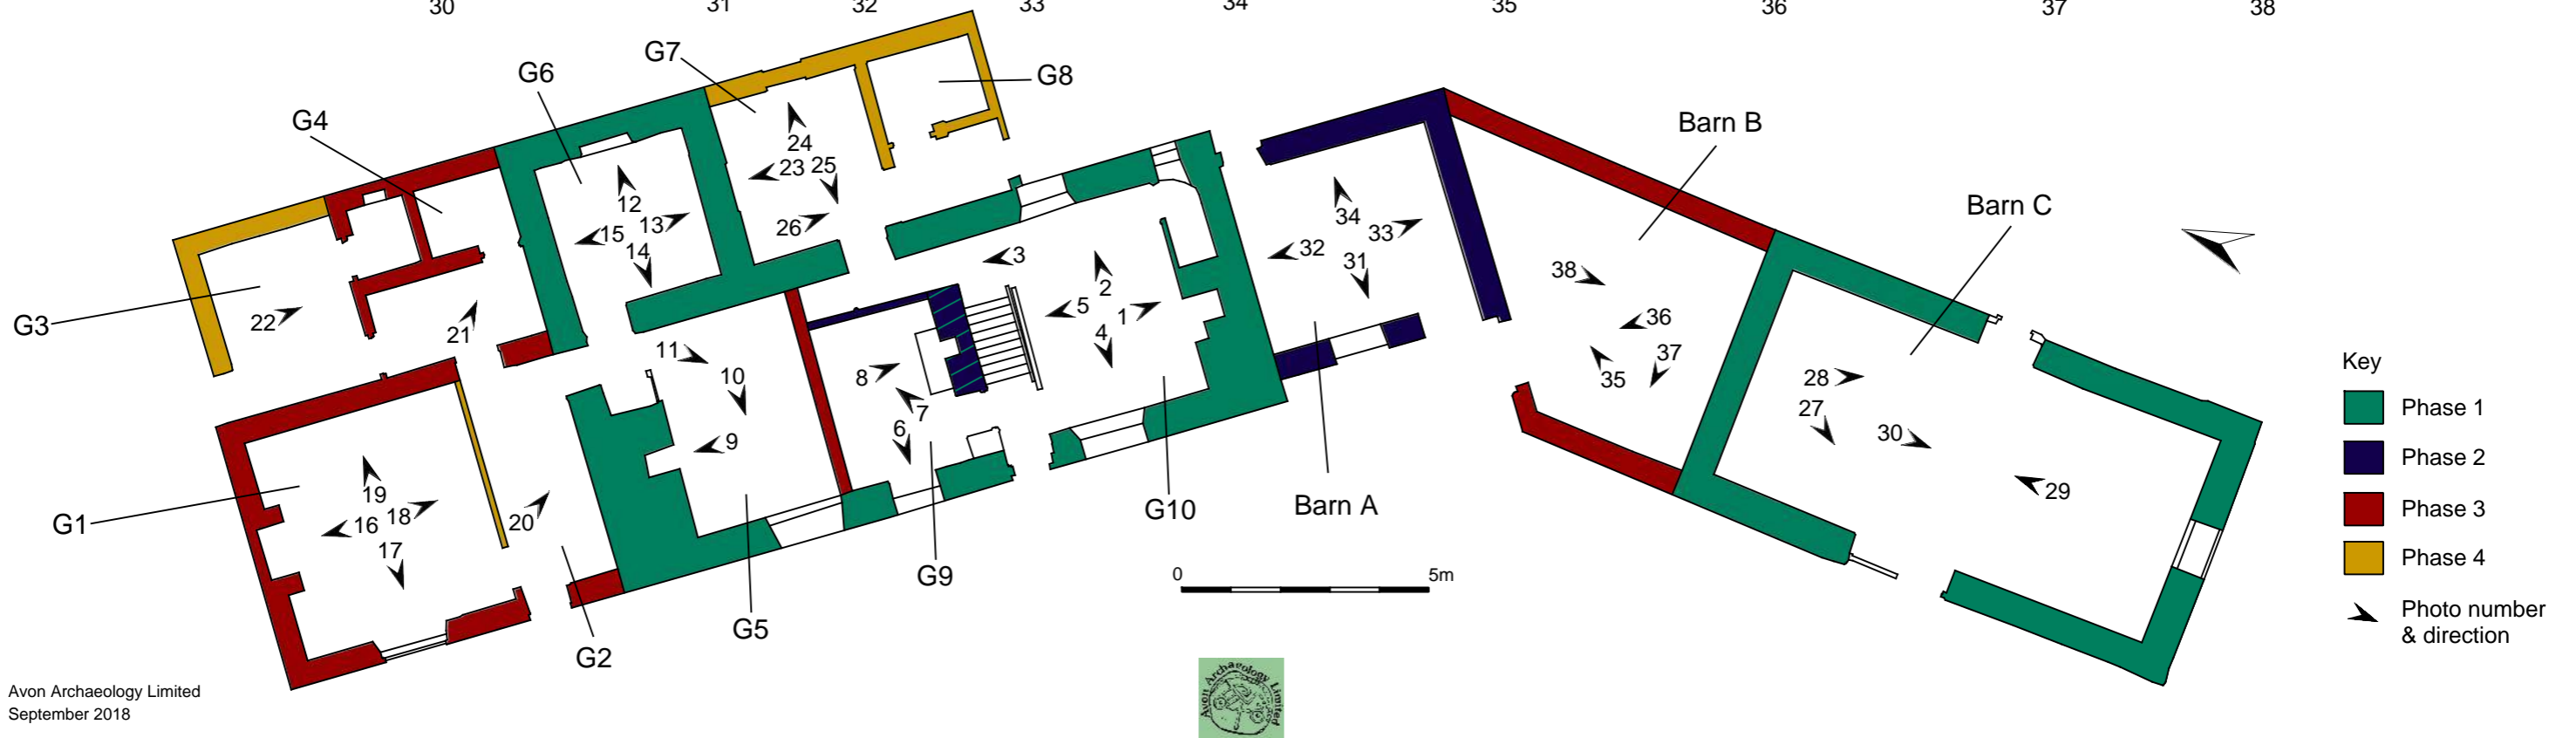 30 31 32 33 34 35 36 37 38
G7
G6
G8
G4
Barn B
24
23 25
12
13
15
14
26
Barn C
34
33
32
31
3
2
5
1
4
38
36
37
35
G3
22
21
11
10
8
7
6
9
28
27
30
29
Key
Phase 1
Phase 2
Phase 3
Phase 4
Photo number
& direction
G1
19
18
16
17
20
G10
Barn A
G9
0 5m
G5
G2
Avon Archaeology Limited
September 2018
Avon Archaeology Limited